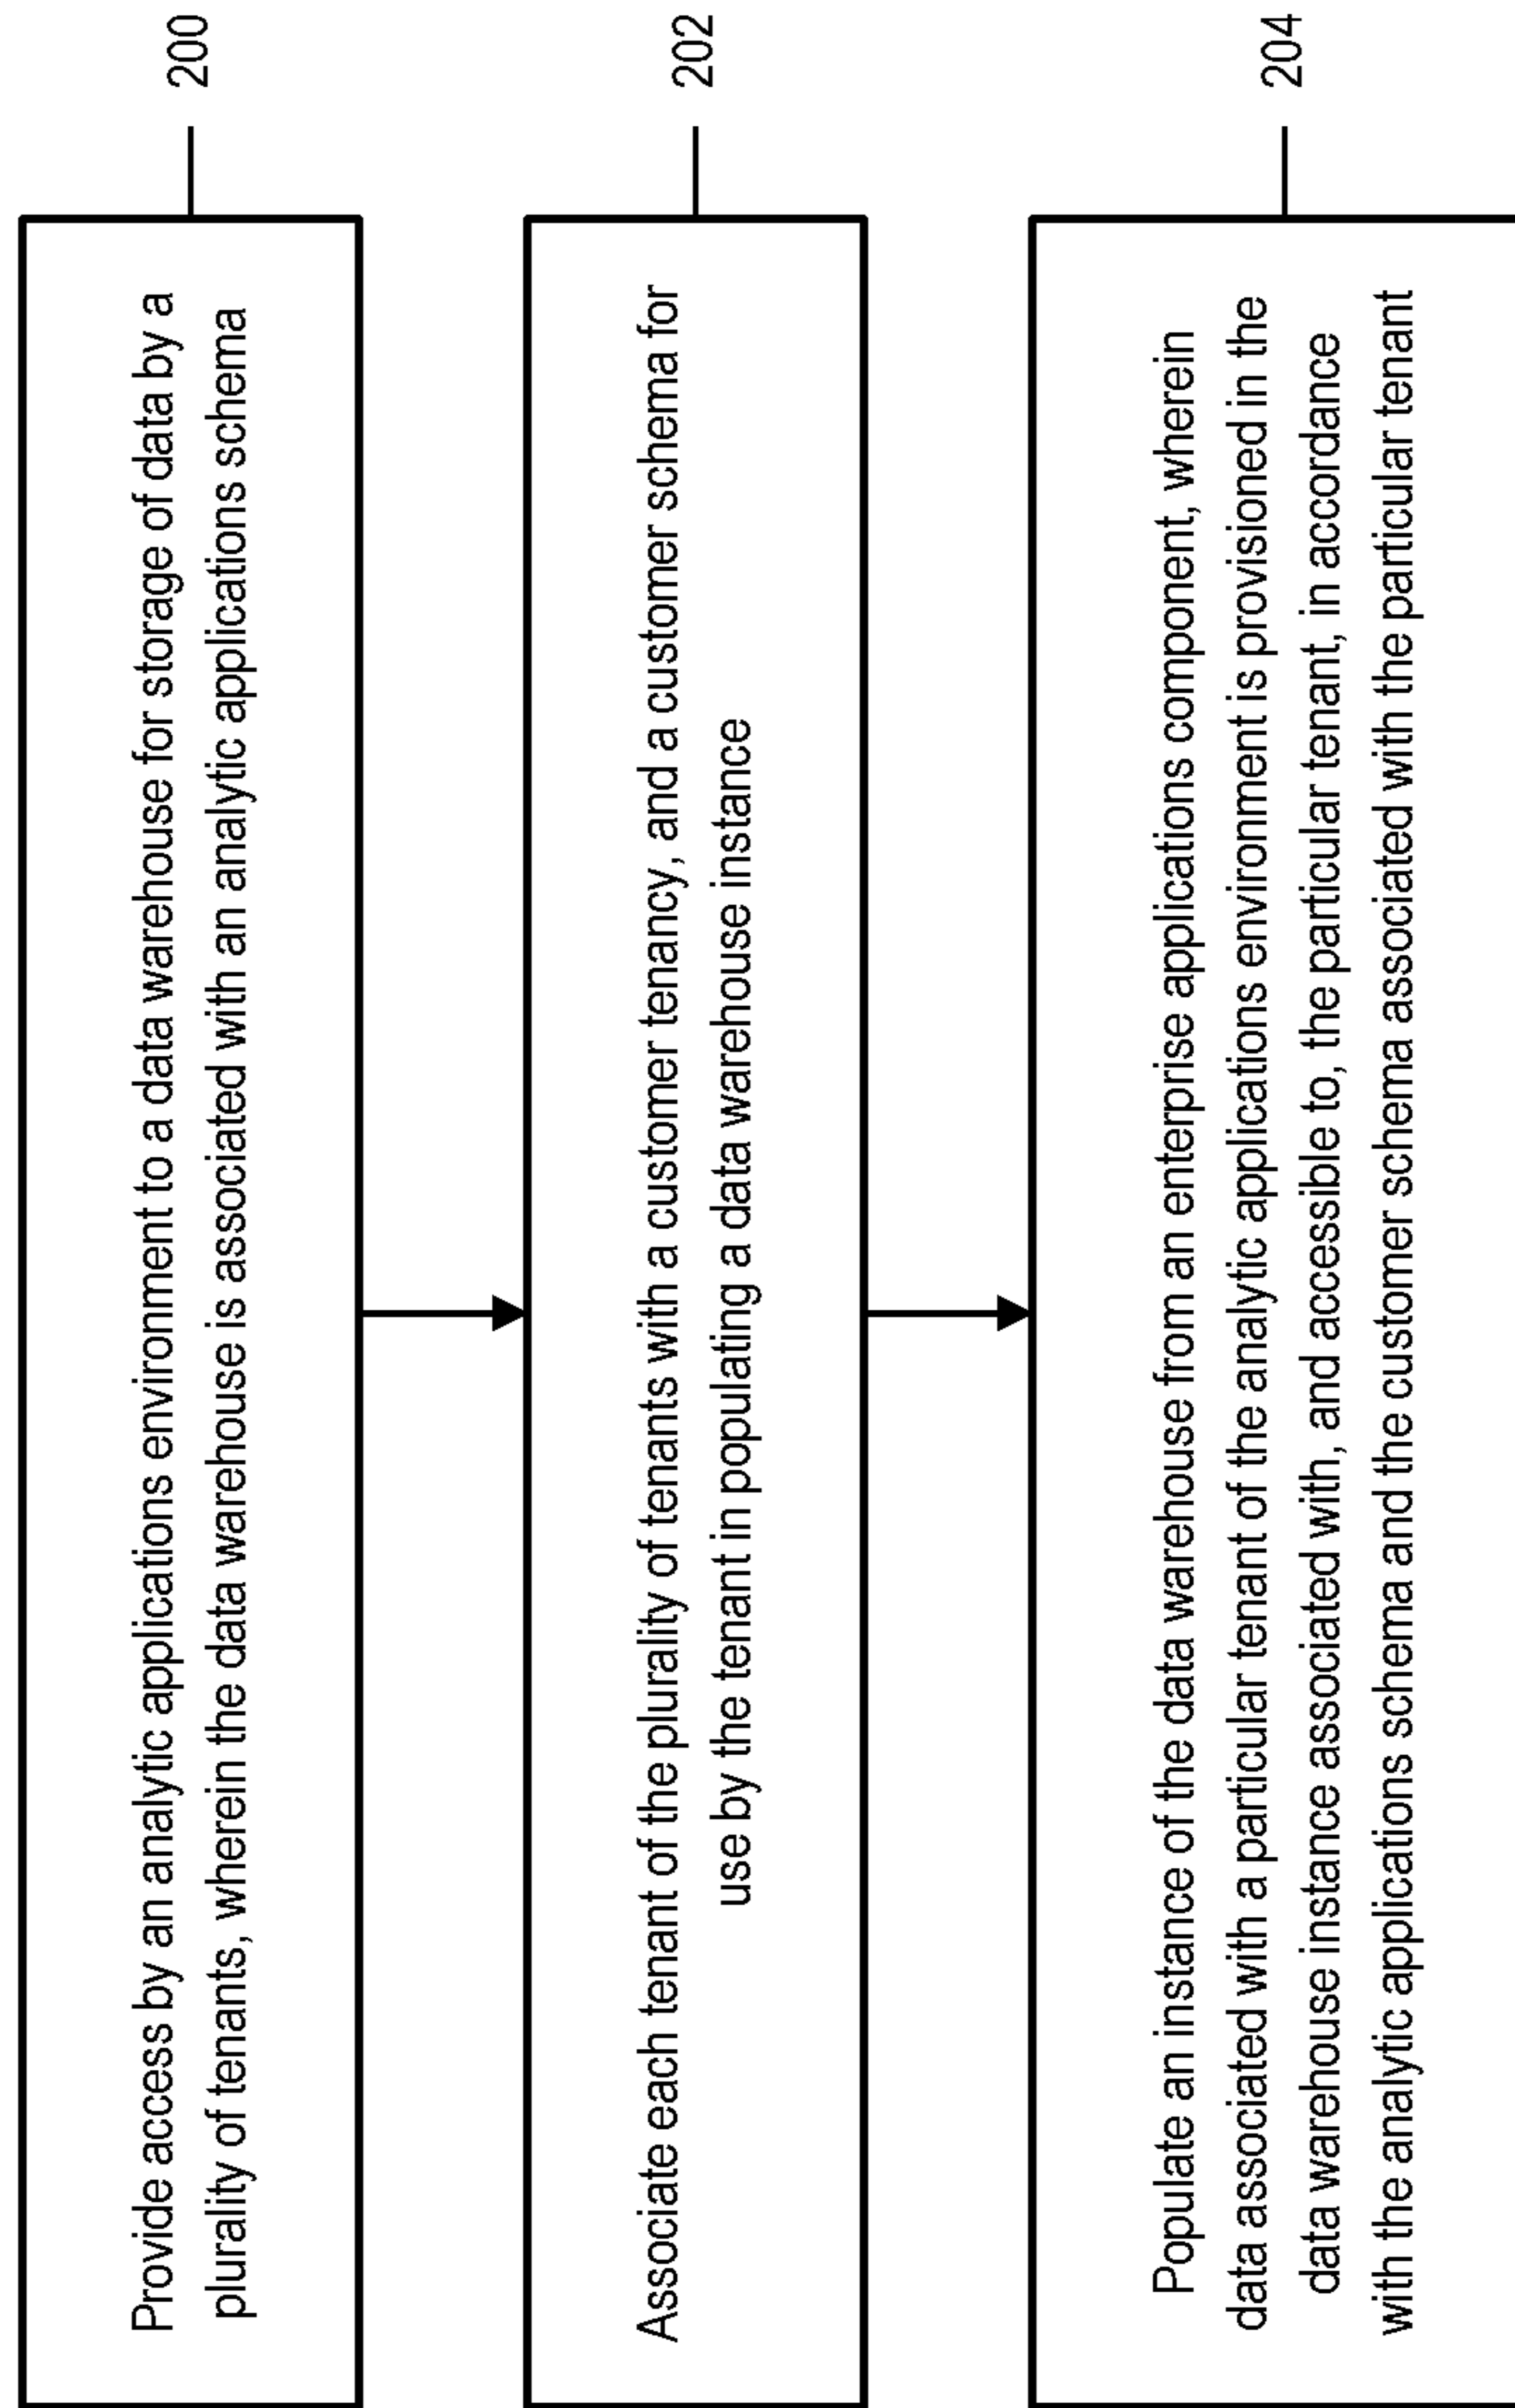 Provide access by an analytic applications environment to a data warehouse for storage of data by a
plurality of tenants, wherein the data warehouse is associated with an analytic applications schema
200
Associate each tenant of the plurality of tenants with a customer tenancy, and a customer schema for
use by the tenant in populating a data warehouse instance
202
Populate an instance of the data warehouse from an enterprise applications component, wherein
data associated with a particular tenant of the analytic applications environment is provisioned in the
data warehouse instance associated with, and accessible to, the particular tenant, in accordance
with the analytic applications schema and the customer schema associated with the particular tenant
204